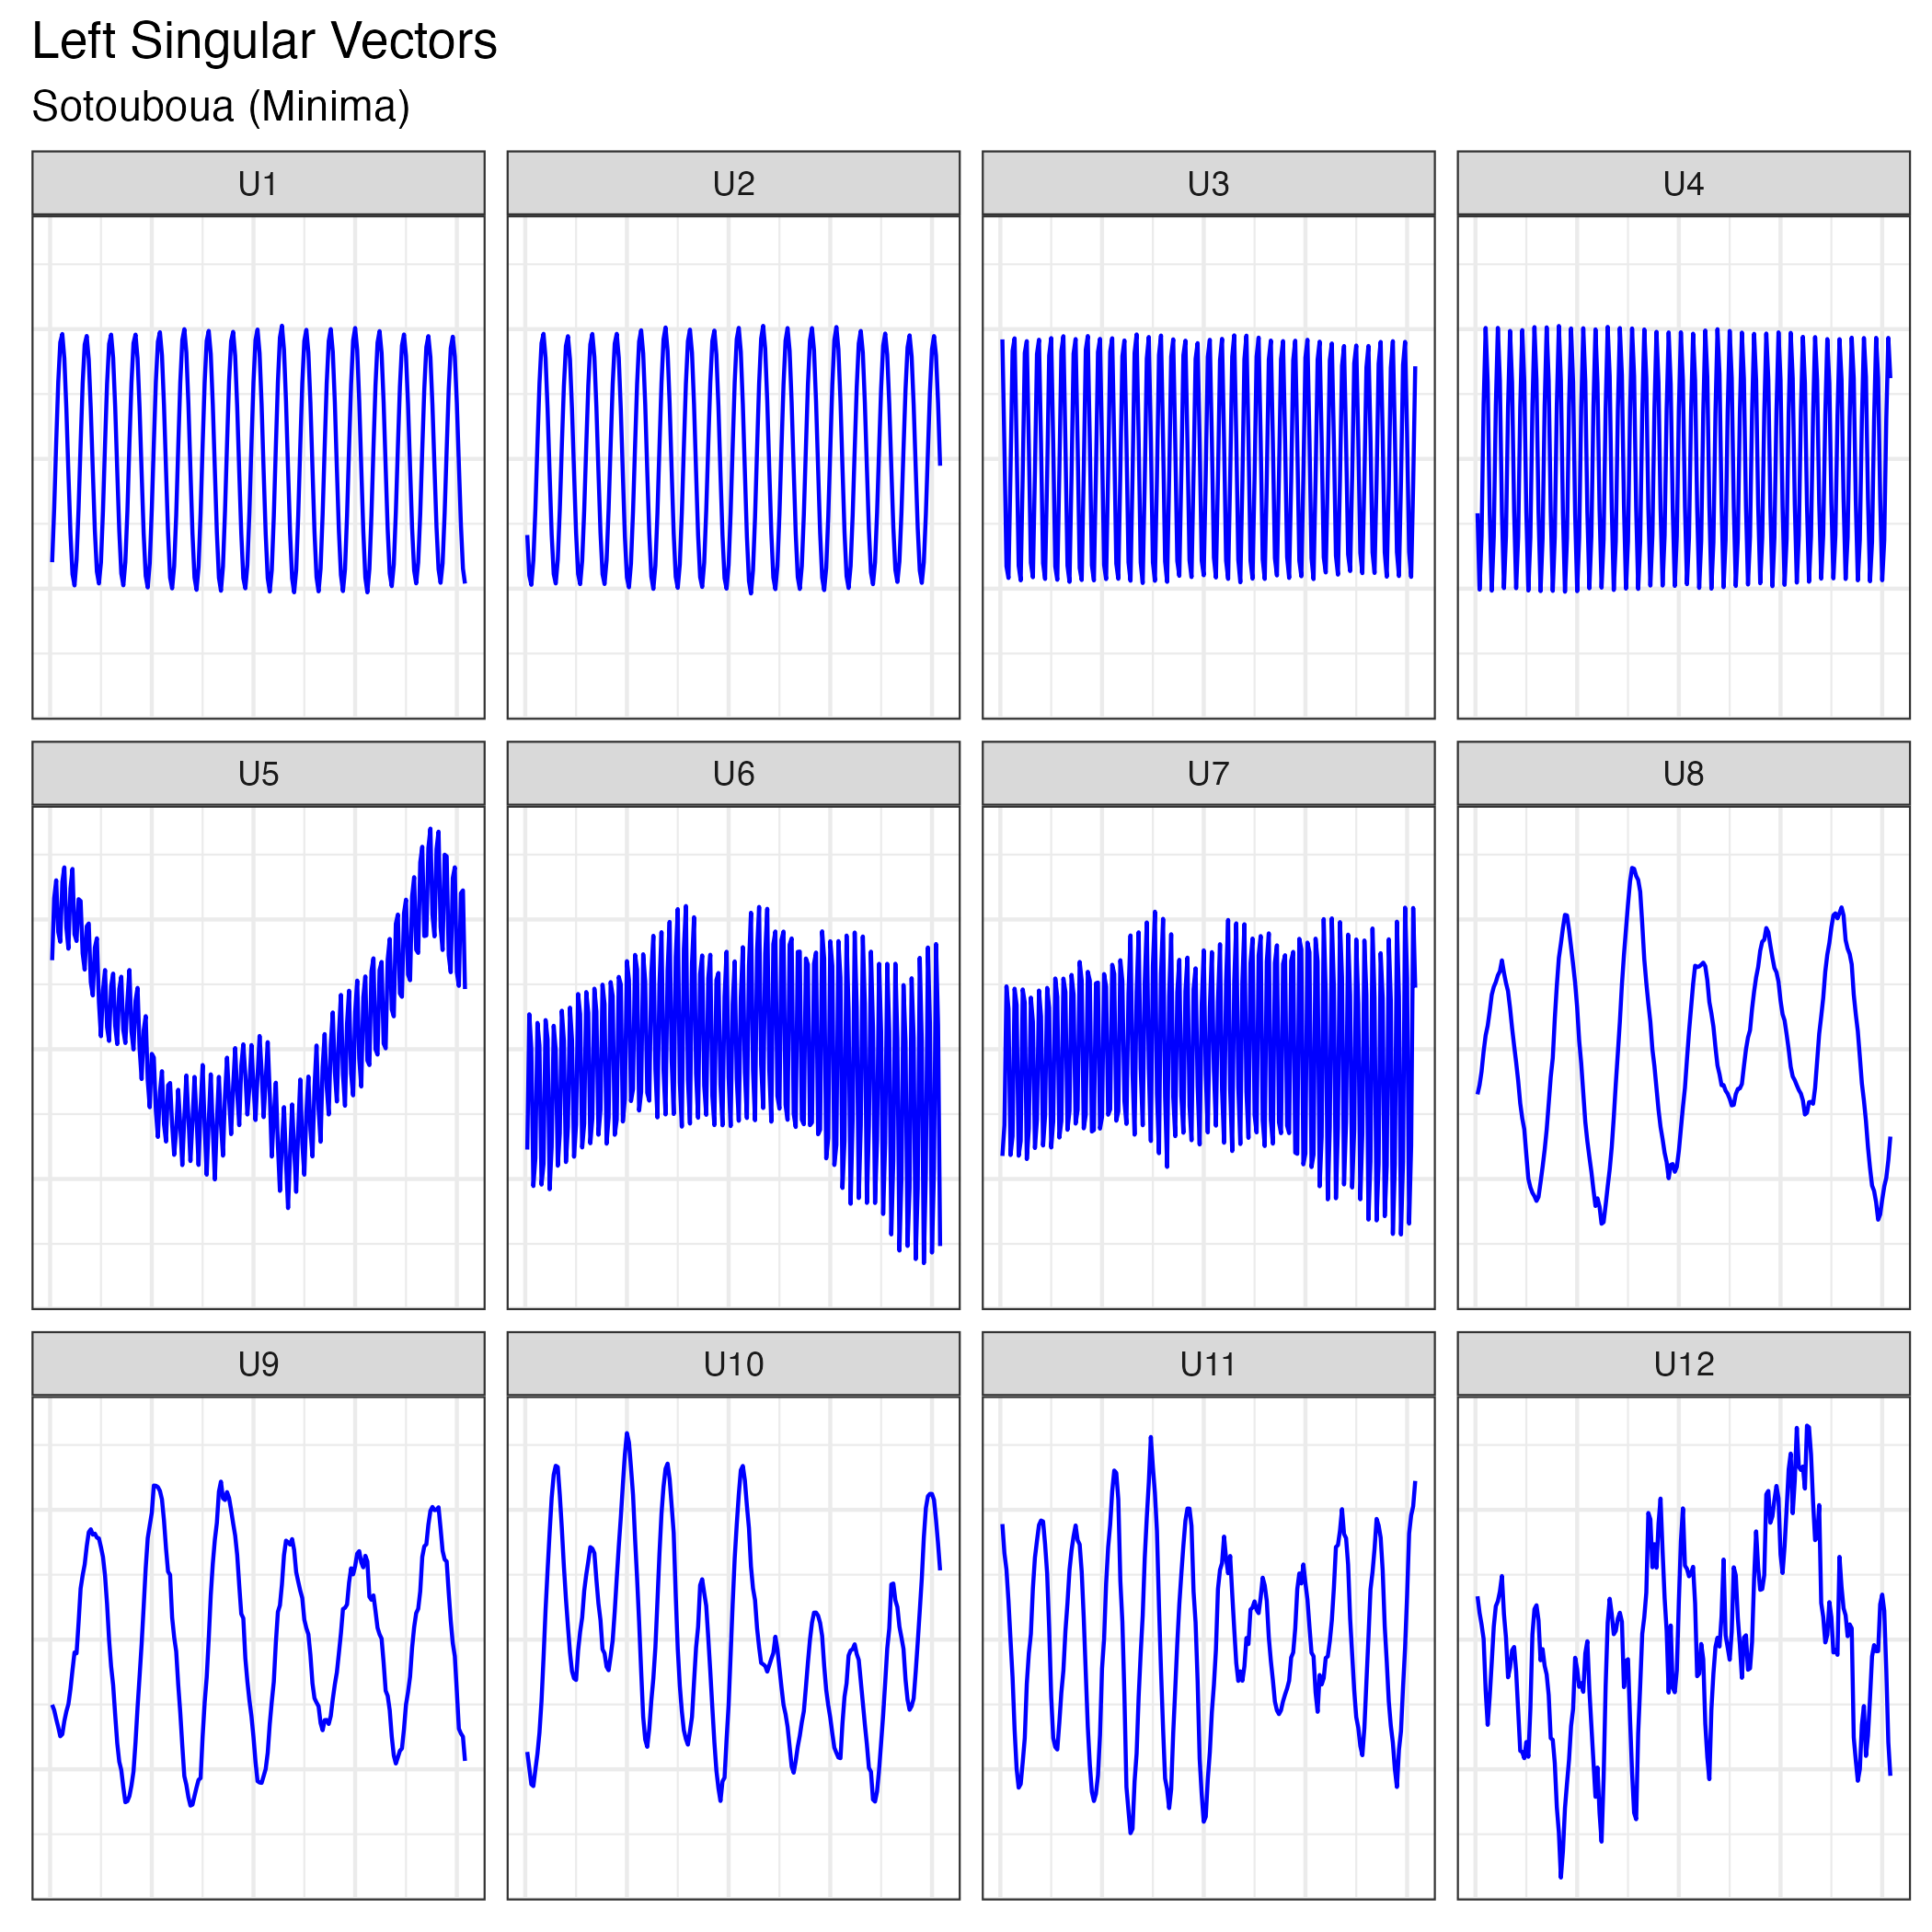 Left Singular Vectors
Sotouboua (Minima)
U1 U2 U3 U4
U5 U6 U7 U8
U9 U10 U11 U12